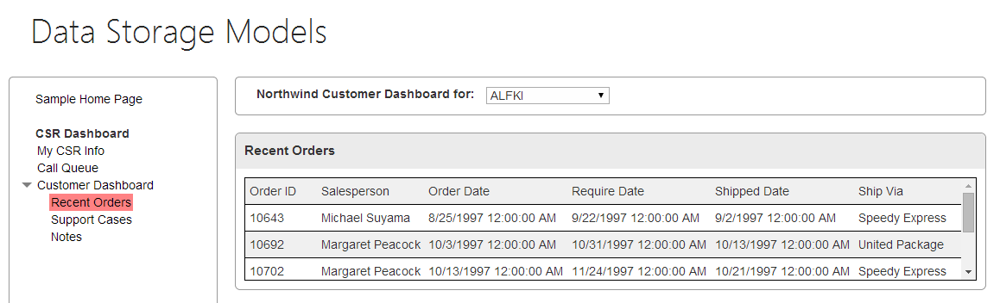 Data Storage Models
Sample Home Page
CSR Dashboard
My CSR Info
Call Queue
Customer Dashboard
Recent Orders
Support Cases
Notes
Northwind Customer Dashboard for: ALFKI
Recent Orders
Order ID Salesperson Order Date Require Date Shipped Date Ship Via
10643 Michael Suyama 8/25/1997 12:00:00 AM 9/22/1997 12:00:00 AM 9/2/1997 12:00:00 AM Speedy Express
10692 Margaret Peacock 10/3/1997 12:00:00 AM 10/31/1997 12:00:00 AM 10/13/1997 12:00:00 AM United Package
10702 Margaret Peacock 10/13/1997 12:00:00 AM 11/24/1997 12:00:00 AM 10/21/1997 12:00:00 AM Speedy Express